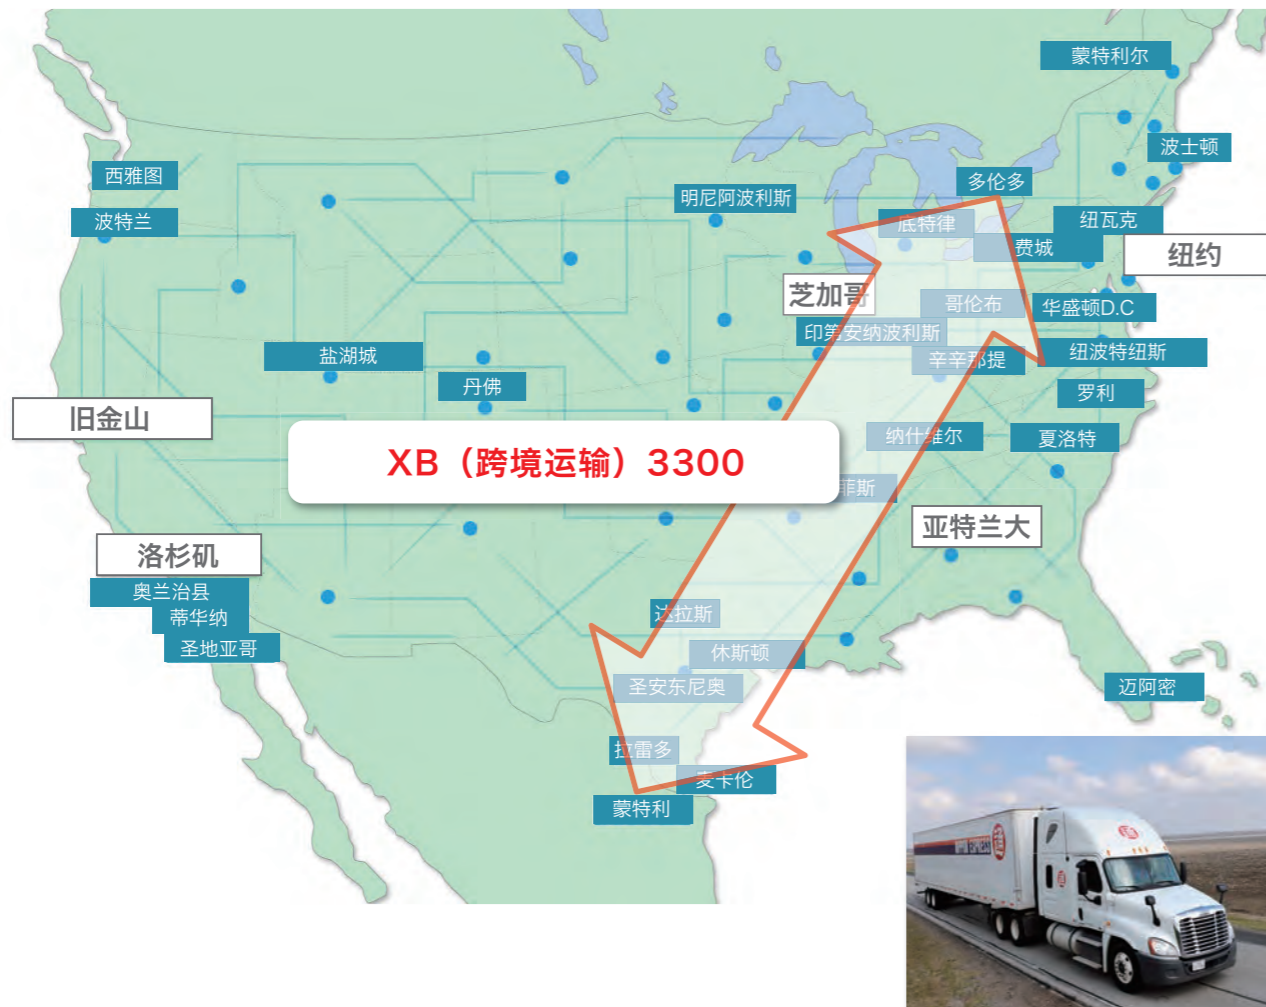 蒙特利尔
波士顿
西雅图
多伦多
明尼阿波利斯
波特兰
底特律
纽瓦克
费城
纽约
芝加哥
哥伦布
华盛顿D.C
印第安纳波利斯
盐湖城
辛辛那提
纽波特纽斯
丹佛
罗利
旧金山
纳什维尔
夏洛特
XB（跨境运输）3300
菲斯
亚特兰大
洛杉矶
奥兰治县
蒂华纳
达拉斯
圣地亚哥
休斯顿
圣安东尼奥
迈阿密
拉雷多
麦卡伦
蒙特利